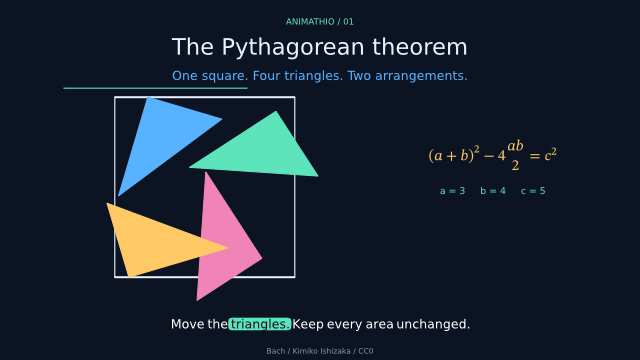 ANIMATHIO / 01
The Pythagorean theorem
One square. Four triangles. Two arrangements.
(a + b)² − 4 ab/2 = c²
a = 3 b = 4 c = 5
Move the triangles. Keep every area unchanged.
Bach / Kimiko Ishizaka / CC0